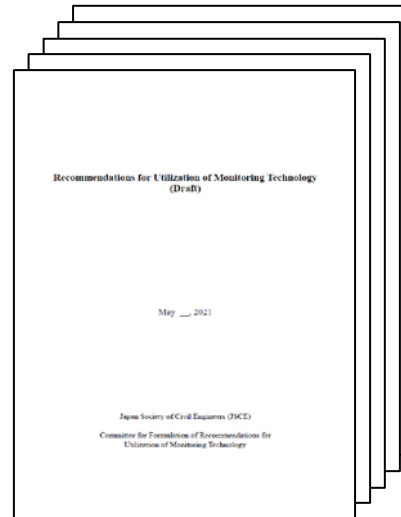 Recommendations for Utilization of Monitoring Technology
(Draft)
May __, 2021
Japan Society of Civil Engineers (JSCE)
Committee for Formulation of Recommendations for
Utilization of Monitoring Technology